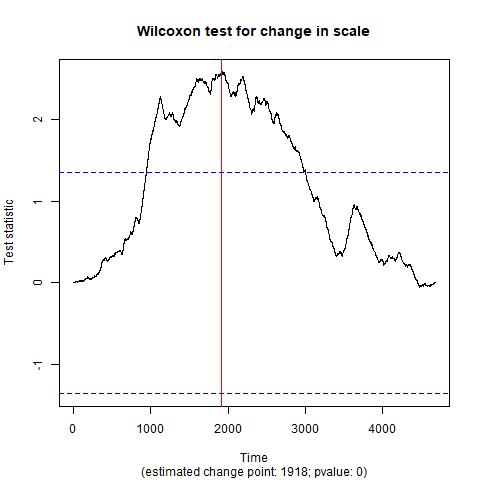 Wilcoxon test for change in scale
Test statistic
2
1
0
-1
0 1000 2000 3000 4000
Time
(estimated change point: 1918; pvalue: 0)